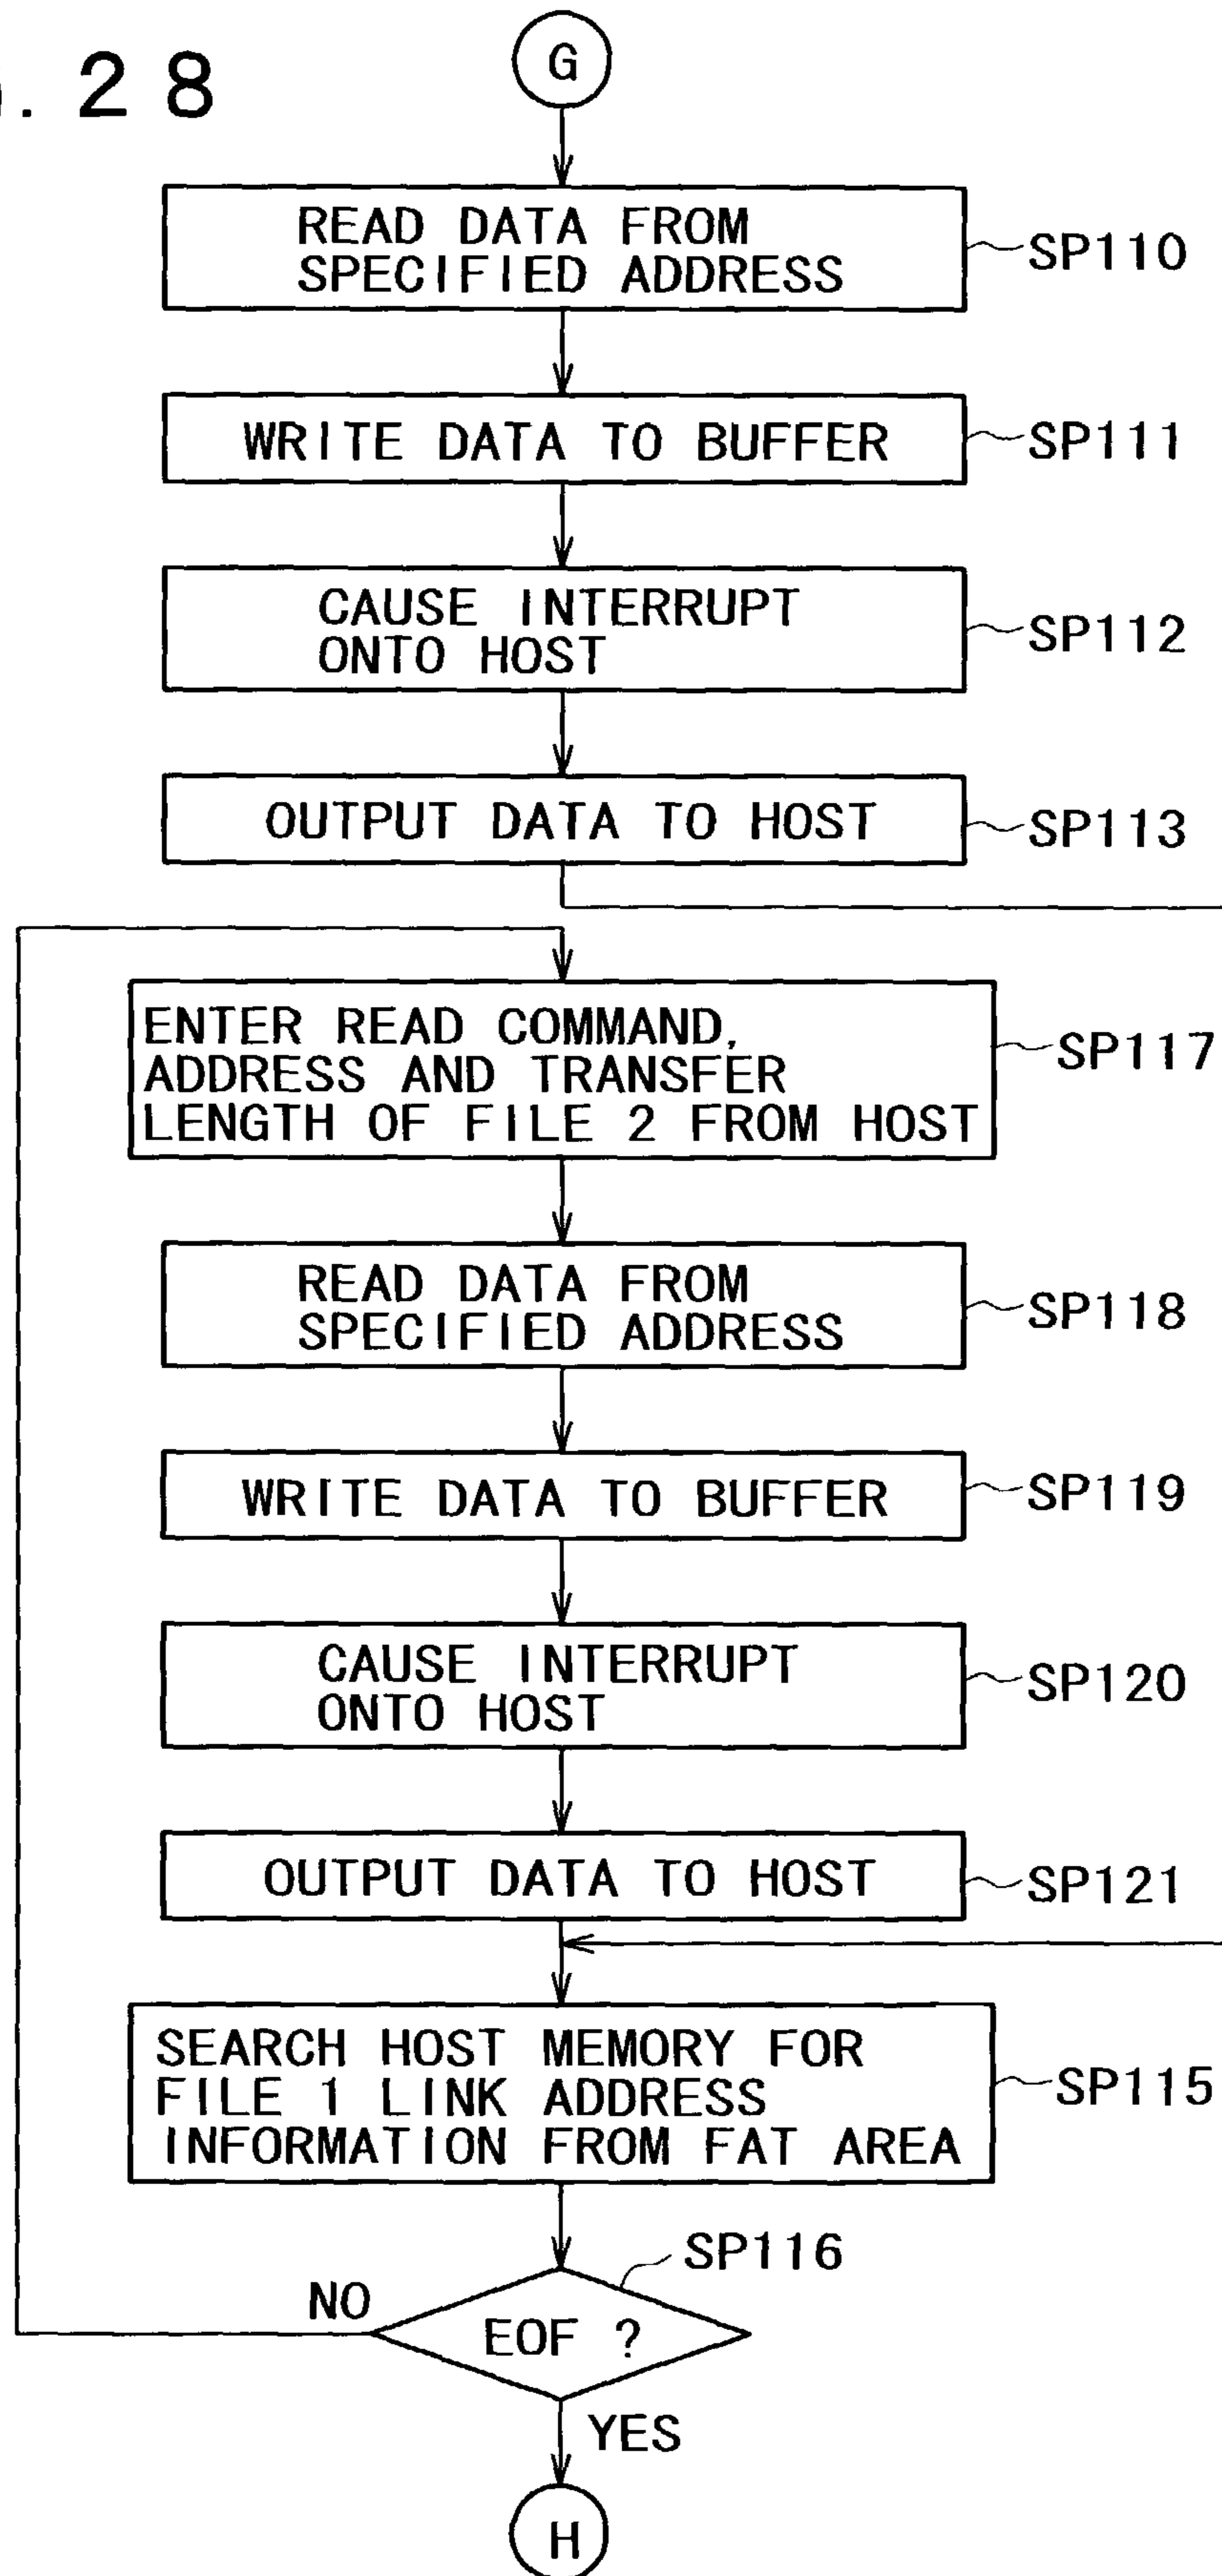 . 28
G
READ DATA FROM
SPECIFIED ADDRESS
SP110
WRITE DATA TO BUFFER
SP111
CAUSE INTERRUPT
ONTO HOST
SP112
OUTPUT DATA TO HOST
SP113
ENTER READ COMMAND,
ADDRESS AND TRANSFER
LENGTH OF FILE 2 FROM HOST
SP117
READ DATA FROM
SPECIFIED ADDRESS
SP118
WRITE DATA TO BUFFER
SP119
CAUSE INTERRUPT
ONTO HOST
SP120
OUTPUT DATA TO HOST
SP121
SEARCH HOST MEMORY FOR
FILE 1 LINK ADDRESS
INFORMATION FROM FAT AREA
SP115
SP116
NO
EOF ?
YES
H